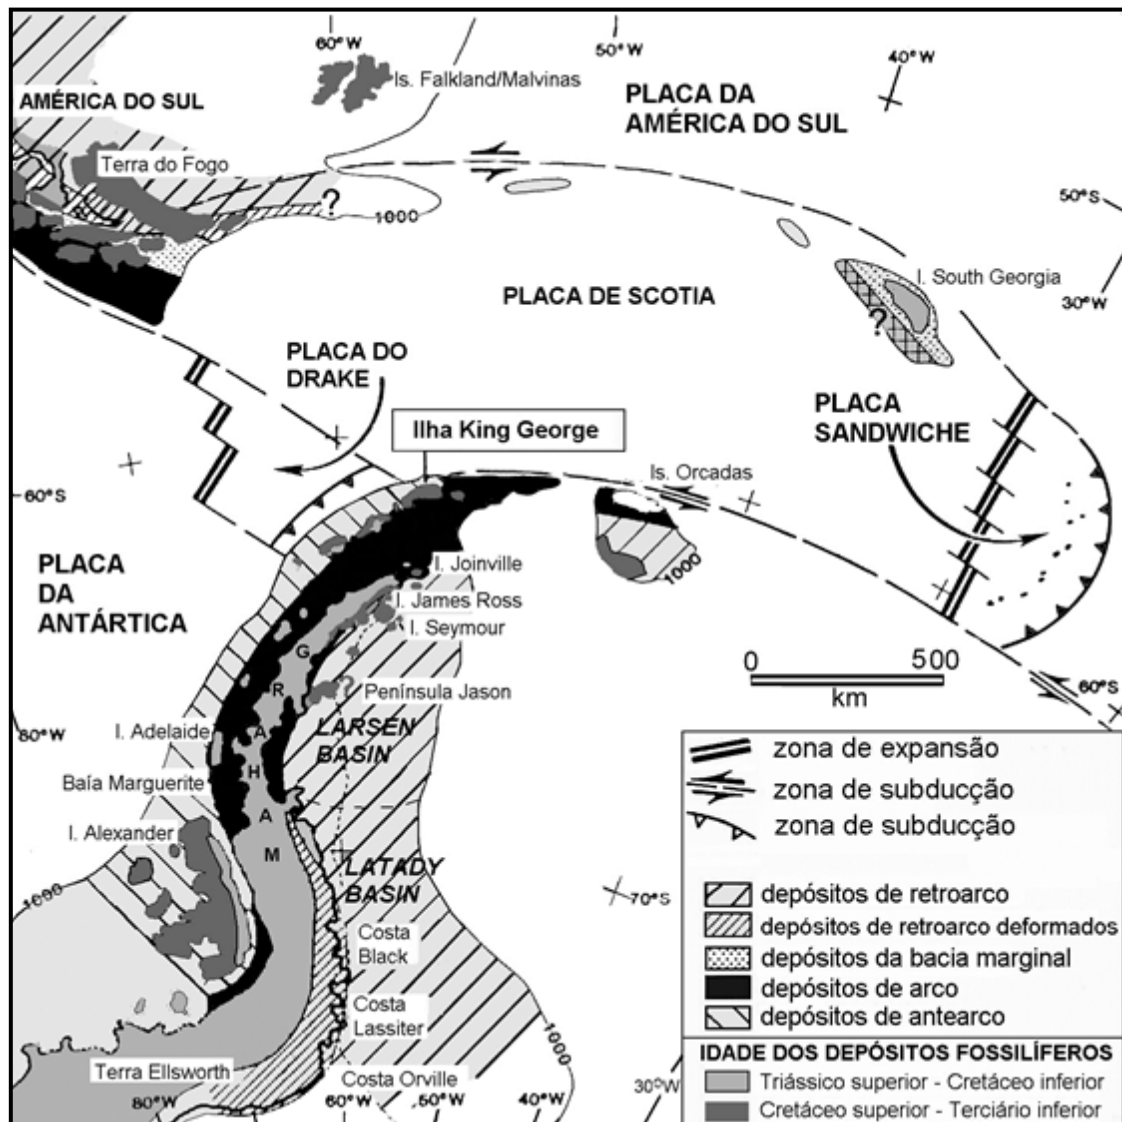 60° W
50° W
40° W
Is. Falkland/Malvinas
AMÉRICA DO SUL
PLACA DA
AMÉRICA DO SUL
Terra do Fogo
?
1000
50° S
I. South Georgia
30° W
?
PLACA DE SCOTIA
PLACA DO
DRAKE
PLACA
SANDWICHE
Ilha King George
Is. Orcadas
60° S
PLACA
DA
ANTÁRTICA
1000
I. Joinville
I. James Ross
I. Seymour
G
R
A
H
A
M
?
Península Jason
0 500
km
60° S
80° W
I. Adelaide
LARSEN
BASIN
Baía Marguerite
I. Alexander
LATADY
BASIN
1000
70° S
Costa
Black
Costa
Lassiter
Terra Ellsworth
Costa Orville
1000
80° W
60° W
50° W
40° W
30° W
zona de expansão
zona de subducção
zona de subducção
depósitos de retroarco
depósitos de retroarco deformados
depósitos da bacia marginal
depósitos de arco
depósitos de antearco
IDADE DOS DEPÓSITOS FOSSILÍFEROS
Triássico superior - Cretáceo inferior
Cretáceo superior - Terciário inferior